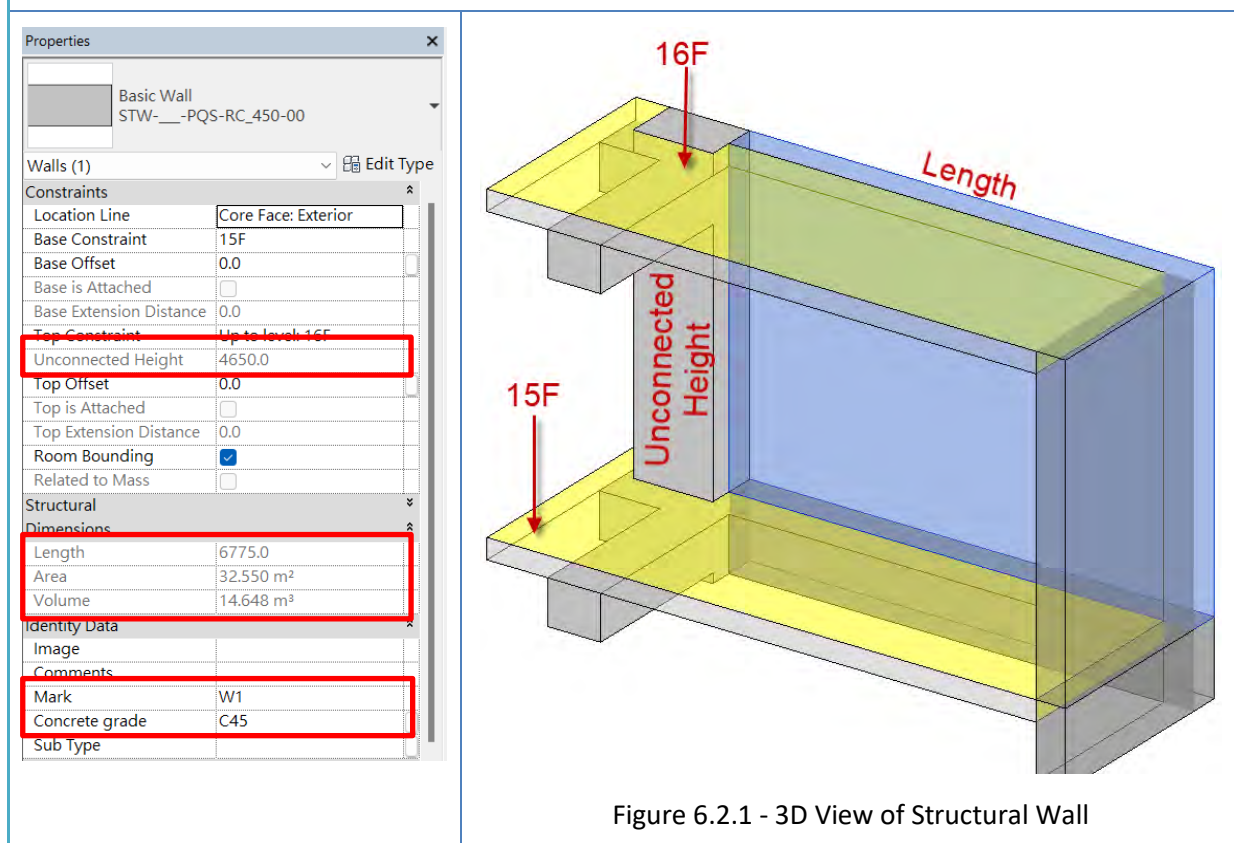 Properties
Basic Wall
STW-___-PQS-RC_450-00
Walls (1)
Edit Type
Constraints
Location Line Core Face: Exterior
Base Constraint 15F
Base Offset 0.0
Base is Attached
Base Extension Distance 0.0
Top Constraint Up to level: 16F
Unconnected Height 4650.0
Top Offset 0.0
Top is Attached
Top Extension Distance 0.0
Room Bounding
Related to Mass
Structural
Dimensions
Length 6775.0
Area 32.550 m²
Volume 14.648 m³
Identity Data
Image
Comments
Mark W1
Concrete grade C45
Sub Type
16F
Length
Unconnected
Height
15F
Figure 6.2.1 - 3D View of Structural Wall